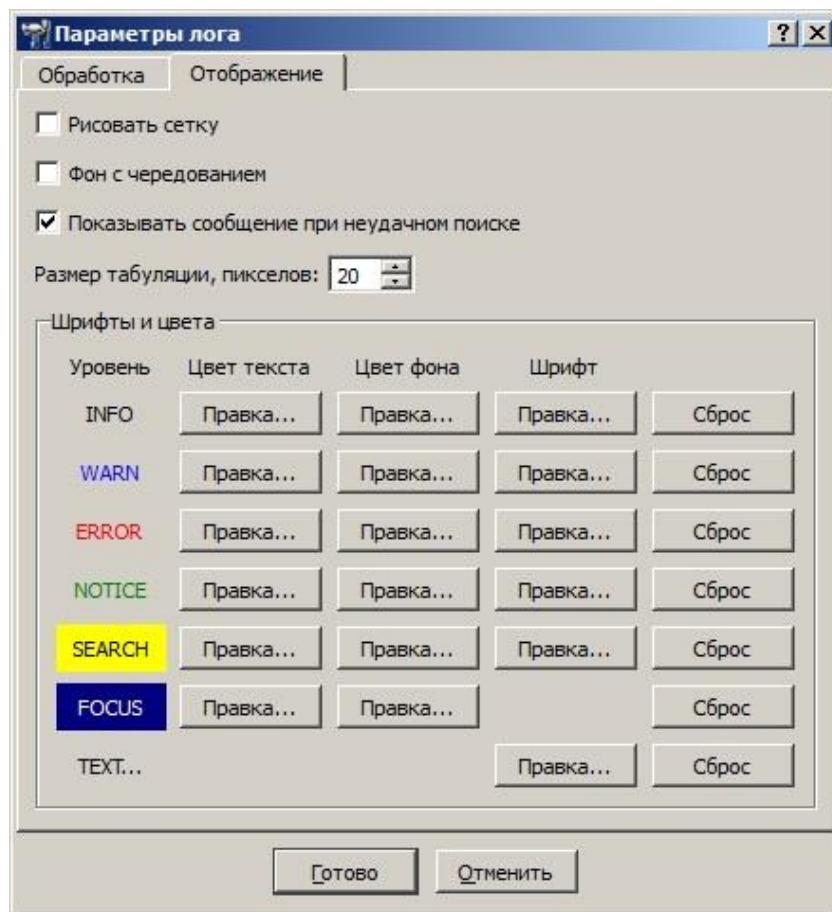 Параметры лога
Обработка Отображение
Рисовать сетку
Фон с чередованием
Показывать сообщение при неудачном поиске
Размер табуляции, пикселов: 20
Шрифты и цвета
Уровень Цвет текста Цвет фона Шрифт
INFO Правка... Правка... Правка... Сброс
WARN Правка... Правка... Правка... Сброс
ERROR Правка... Правка... Правка... Сброс
NOTICE Правка... Правка... Правка... Сброс
SEARCH Правка... Правка... Правка... Сброс
FOCUS Правка... Правка... Сброс
TEXT... Правка... Сброс
Готово Отменить